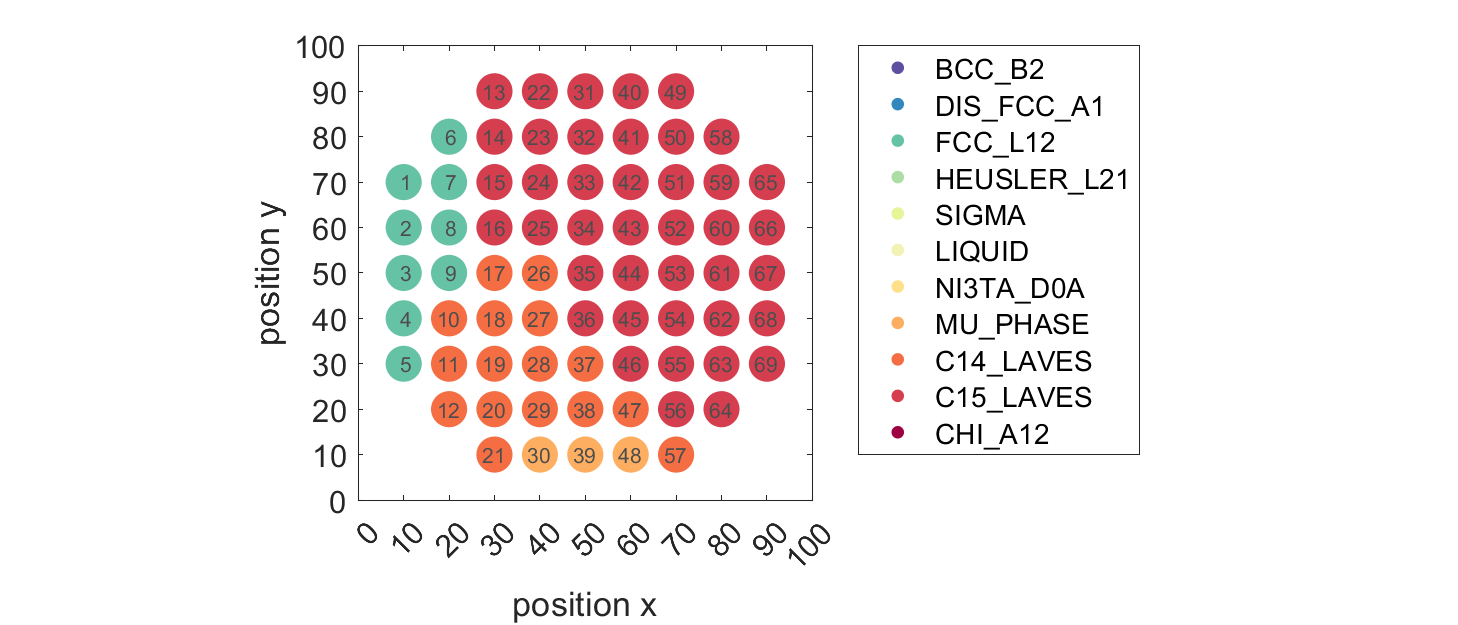 100
90
80
70
60
50
40
30
20
10
0
position y
13 22 31 40 49
6 14 23 32 41 50 58
1 7 15 24 33 42 51 59 65
2 8 16 25 34 43 52 60 66
3 9 17 26 35 44 53 61 67
4 10 18 27 36 45 54 62 68
5 11 19 28 37 46 55 63 69
12 20 29 38 47 56 64
21 30 39 48 57
0 10 20 30 40 50 60 70 80 90 100
position x
BCC_B2
DIS_FCC_A1
FCC_L12
HEUSLER_L21
SIGMA
LIQUID
NI3TA_D0A
MU_PHASE
C14_LAVES
C15_LAVES
CHI_A12